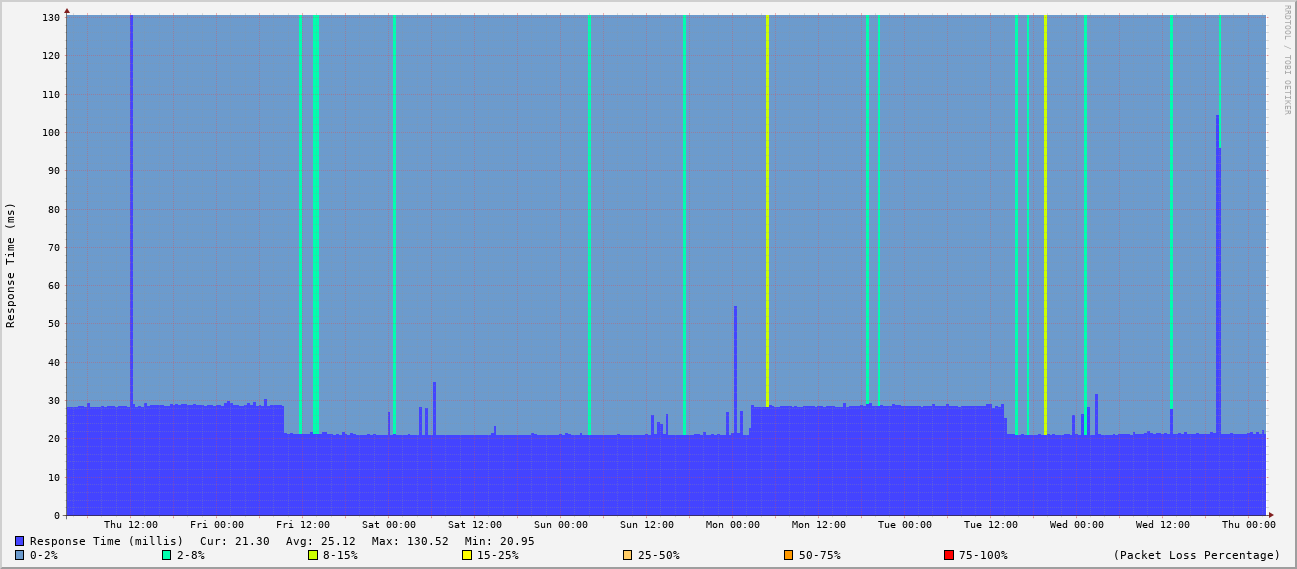 RRDTOOL / TOBI OETIKER
Response Time (ms)
130
120
110
100
90
80
70
60
50
40
30
20
10
0
Thu 12:00 Fri 00:00 Fri 12:00 Sat 00:00 Sat 12:00 Sun 00:00 Sun 12:00 Mon 00:00 Mon 12:00 Tue 00:00 Tue 12:00 Wed 00:00 Wed 12:00 Thu 00:00
Response Time (millis) Cur: 21.30 Avg: 25.12 Max: 130.52 Min: 20.95
0-2% 2-8% 8-15% 15-25% 25-50% 50-75% 75-100% (Packet Loss Percentage)